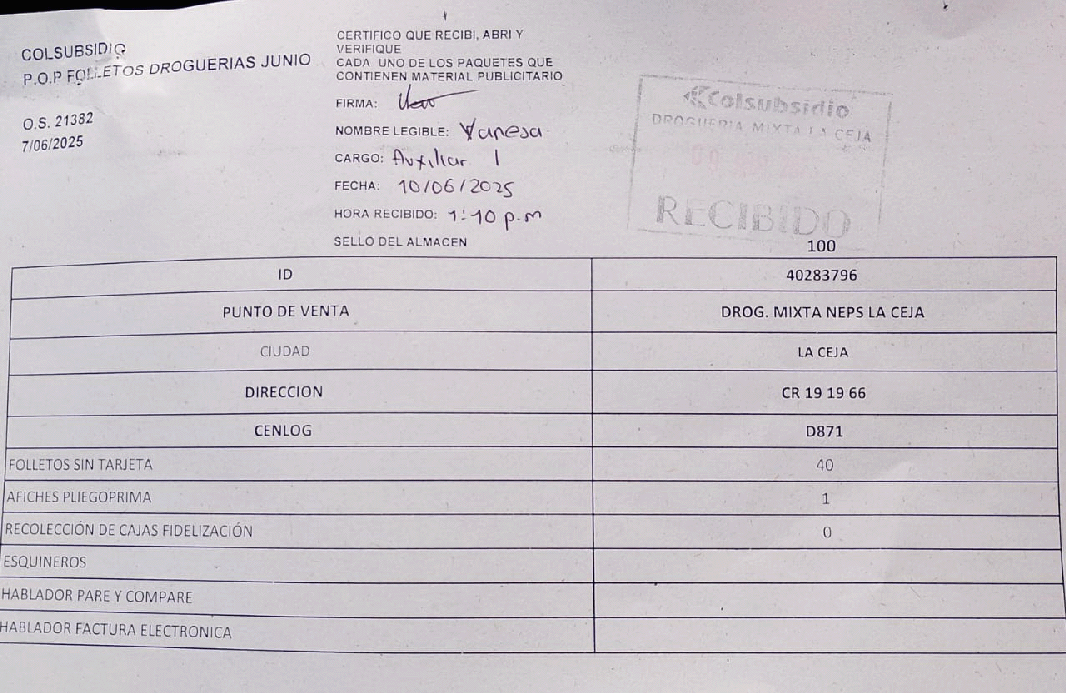 COLSUBSIDIO
P.O.P FOLLETOS DROGUERIAS JUNIO
O.S. 21382
7/06/2025
CERTIFICO QUE RECIBI, ABRI Y
VERIFIQUE
CADA UNO DE LOS PAQUETES QUE
CONTIENEN MATERIAL PUBLICITARIO
FIRMA:
NOMBRE LEGIBLE: Vanesa
CARGO: Auxiliar 1
FECHA: 10/06/2025
HORA RECIBIDO: 1:10 p.m
SELLO DEL ALMACEN
Colsubsidio
DROGUERIA MIXTA LA CEJA
RECIBIDO
100
ID 40283796
PUNTO DE VENTA DROG. MIXTA NEPS LA CEJA
CIUDAD LA CEJA
DIRECCION CR 19 19 66
CENLOG D871
FOLLETOS SIN TARJETA 40
AFICHES PLIEGOPRIMA 1
RECOLECCIÓN DE CAJAS FIDELIZACIÓN 0
ESQUINEROS
HABLADOR PARE Y COMPARE
HABLADOR FACTURA ELECTRONICA